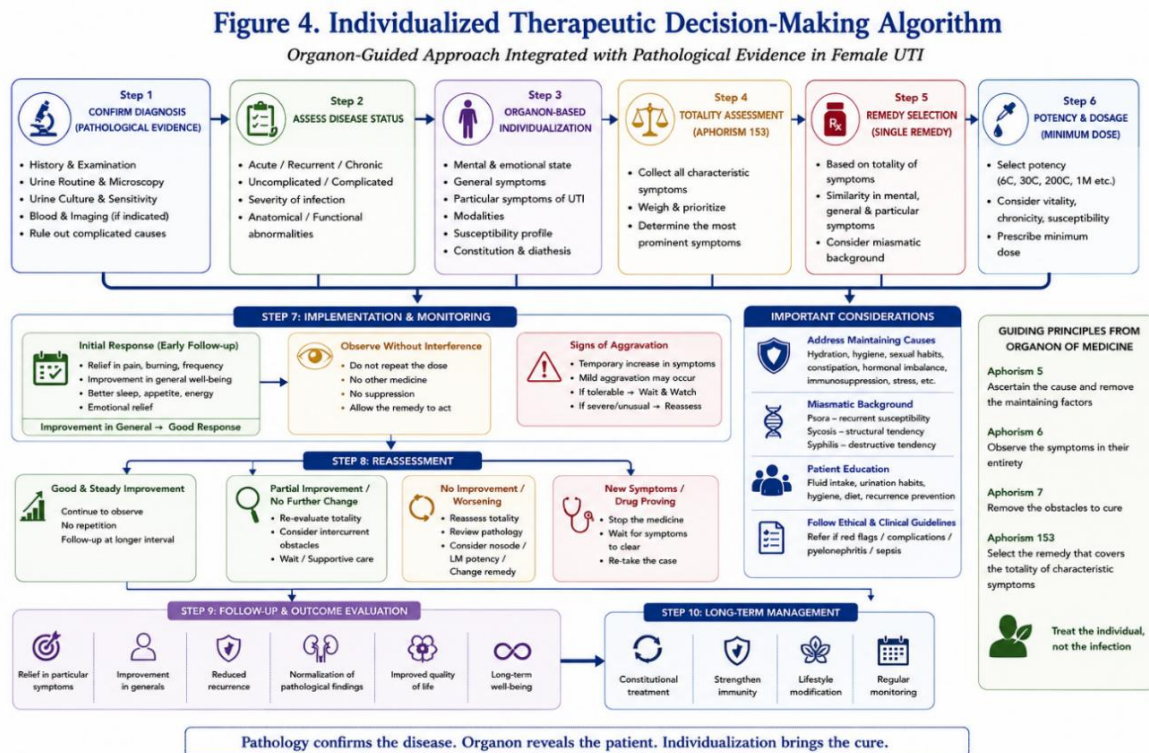 Figure 4. Individualized Therapeutic Decision-Making Algorithm
Organon-Guided Approach Integrated with Pathological Evidence in Female UTI
Step 1
CONFIRM DIAGNOSIS
(PATHOLOGICAL EVIDENCE)
• History & Examination
• Urine Routine & Microscopy
• Urine Culture & Sensitivity
• Blood & Imaging (if indicated)
• Rule out complicated causes
Step 2
ASSESS DISEASE STATUS
• Acute / Recurrent / Chronic
• Uncomplicated / Complicated
• Severity of infection
• Anatomical / Functional
abnormalities
Step 3
ORGANON-BASED
INDIVIDUALIZATION
• Mental & emotional state
• General symptoms
• Particular symptoms of UTI
• Modalities
• Susceptibility profile
• Constitution & diathesis
Step 4
TOTALITY ASSESSMENT
(APHORISM 153)
• Collect all characteristic
symptoms
• Weigh & prioritize
• Determine the most
prominent symptoms
Rx
Step 5
REMEDY SELECTION
(SINGLE REMEDY)
• Based on totality of
symptoms
• Similarity in mental,
general & particular
symptoms
• Consider miasmatic
background
Step 6
POTENCY & DOSAGE
(MINIMUM DOSE)
• Select potency
(6C, 30C, 200C, 1M etc.)
• Consider vitality,
chronicity, susceptibility
• Prescribe minimum
dose
STEP 7: IMPLEMENTATION & MONITORING
Initial Response (Early Follow-up)
• Relief in pain, burning, frequency
• Improvement in general well-being
• Better sleep, appetite, energy
• Emotional relief
Improvement in General → Good Response
Observe Without Interference
• Do not repeat the dose
• No other medicine
• No suppression
• Allow the remedy to act
Signs of Aggravation
• Temporary increase in symptoms
• Mild aggravation may occur
• If tolerable → Wait & Watch
• If severe/unusual → Reassess
IMPORTANT CONSIDERATIONS
Address Maintaining Causes
Hydration, hygiene, sexual habits,
constipation, hormonal imbalance,
immunosuppression, stress, etc.
Miasmatic Background
Psora – recurrent susceptibility
Sycosis – structural tendency
Syphilis – destructive tendency
Patient Education
Fluid intake, urination habits,
hygiene, diet, recurrence prevention
Follow Ethical & Clinical Guidelines
Refer if red flags / complications /
pyelonephritis / sepsis
GUIDING PRINCIPLES FROM
ORGANON OF MEDICINE
Aphorism 5
Ascertain the cause and remove
the maintaining factors
Aphorism 6
Observe the symptoms in their
entirety
Aphorism 7
Remove the obstacles to cure
Aphorism 153
Select the remedy that covers
the totality of characteristic
symptoms
Treat the individual,
not the infection
STEP 8: REASSESSMENT
Good & Steady Improvement
Continue to observe
No repetition
Follow-up at longer interval
Partial Improvement /
No Further Change
• Re-evaluate totality
• Consider intercurrent
obstacles
• Wait / Supportive care
No Improvement /
Worsening
• Reassess totality
• Review pathology
• Consider nosode /
LM potency /
Change remedy
New Symptoms /
Drug Proving
• Stop the medicine
• Wait for symptoms
to clear
• Re-take the case
STEP 9: FOLLOW-UP & OUTCOME EVALUATION
Relief in particular
symptoms
Improvement
in generals
Reduced
recurrence
Normalization of
pathological findings
Improved quality
of life
Long-term
well-being
STEP 10: LONG-TERM MANAGEMENT
Constitutional
treatment
Strengthen
immunity
Lifestyle
modification
Regular
monitoring
Pathology confirms the disease. Organon reveals the patient. Individualization brings the cure.